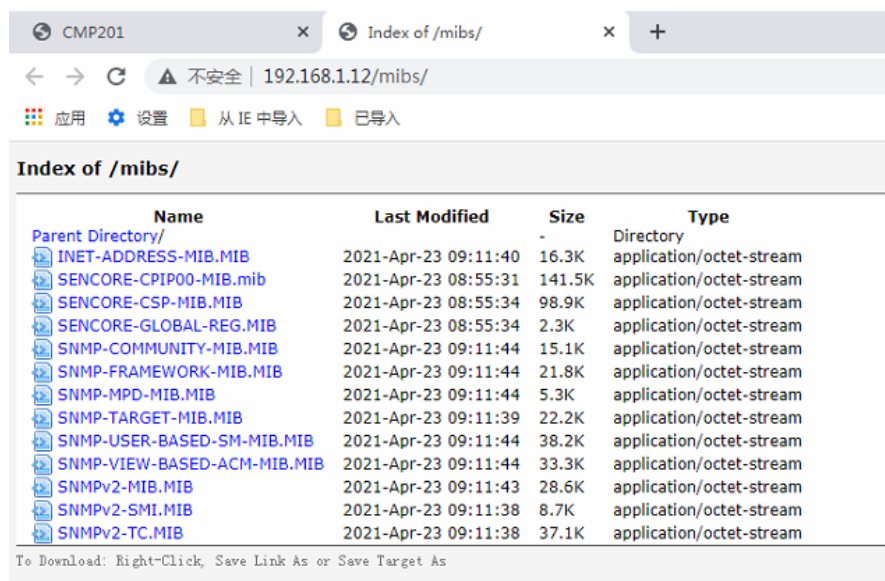 CMP201
Index of /mibs/
不安全 | 192.168.1.12/mibs/
应用 设置 从 IE 中导入 已导入
Index of /mibs/
Name Last Modified Size Type
Parent Directory/ - Directory
INET-ADDRESS-MIB.MIB 2021-Apr-23 09:11:40 16.3K application/octet-stream
SENCORE-CPIP00-MIB.mib 2021-Apr-23 08:55:31 141.5K application/octet-stream
SENCORE-CSP-MIB.MIB 2021-Apr-23 08:55:34 98.9K application/octet-stream
SENCORE-GLOBAL-REG.MIB 2021-Apr-23 08:55:34 2.3K application/octet-stream
SNMP-COMMUNITY-MIB.MIB 2021-Apr-23 09:11:44 15.1K application/octet-stream
SNMP-FRAMEWORK-MIB.MIB 2021-Apr-23 09:11:44 21.8K application/octet-stream
SNMP-MPD-MIB.MIB 2021-Apr-23 09:11:44 5.3K application/octet-stream
SNMP-TARGET-MIB.MIB 2021-Apr-23 09:11:39 22.2K application/octet-stream
SNMP-USER-BASED-SM-MIB.MIB 2021-Apr-23 09:11:44 38.2K application/octet-stream
SNMP-VIEW-BASED-ACM-MIB.MIB 2021-Apr-23 09:11:44 33.3K application/octet-stream
SNMPv2-MIB.MIB 2021-Apr-23 09:11:43 28.6K application/octet-stream
SNMPv2-SMI.MIB 2021-Apr-23 09:11:38 8.7K application/octet-stream
SNMPv2-TC.MIB 2021-Apr-23 09:11:38 37.1K application/octet-stream
To Download: Right-Click, Save Link As or Save Target As